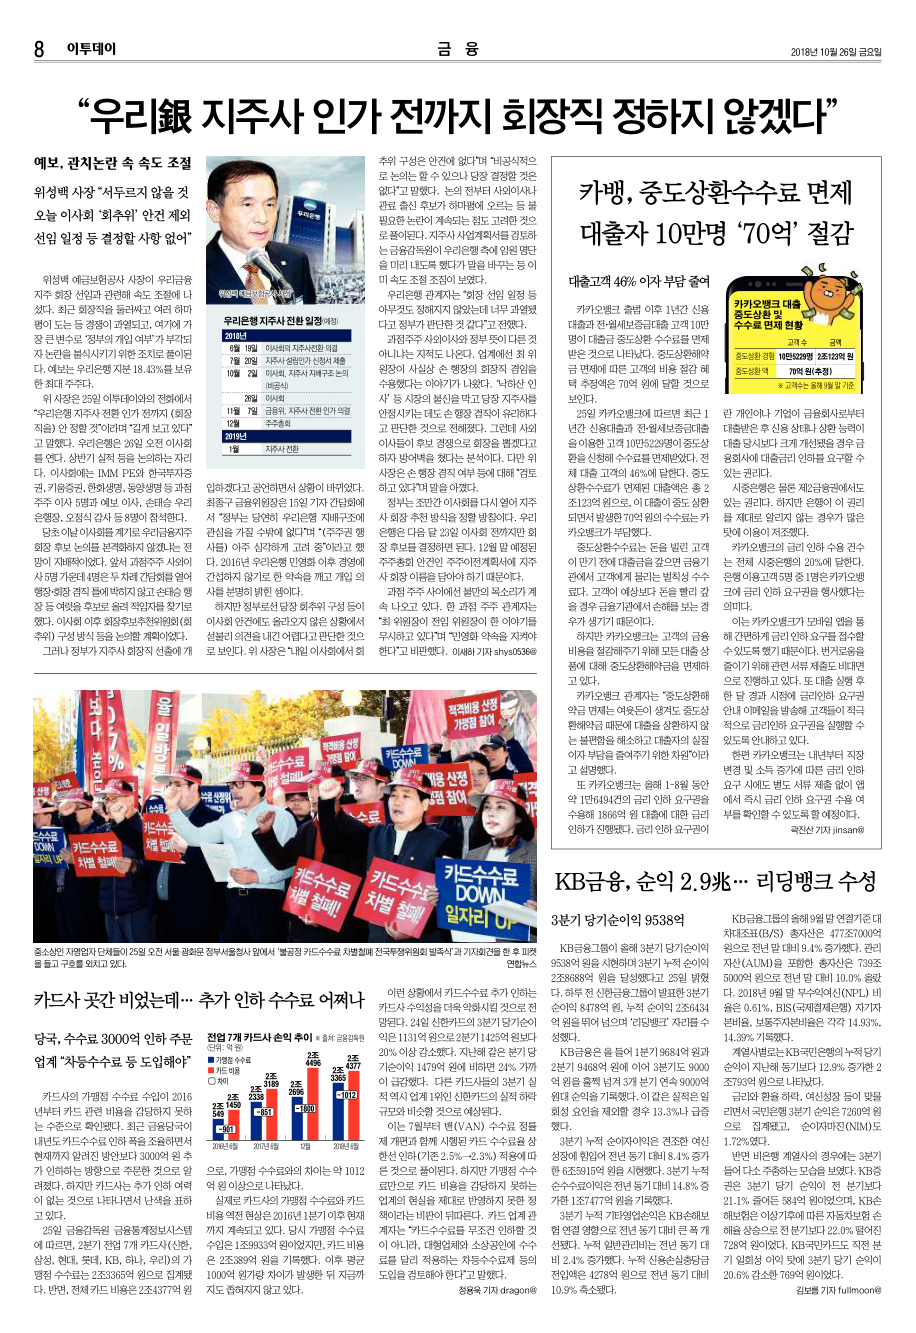 8 이투데이
금 융
2018년 10월 26일 금요일
“우리銀 지주사 인가 전까지 회장직 정하지 않겠다”
예보, 관치논란 속 속도 조절
위성백 사장 “서두르지 않을 것
오늘 이사회 ‘회추위’ 안건 제외
선임 일정 등 결정할 사항 없어”
위성백 예금보험공사 사장이 우리금융
지주 회장 선임과 관련해 속도 조절에 나
섰다. 최근 회장직을 둘러싸고 여러 하마
평이 도는 등 경쟁이 과열되고, 여기에 가
장 큰 변수로 ‘정부의 개입 여부’가 부각되
자 논란을 불식시키기 위한 조치로 풀이된
다. 예보는 우리은행 지분 18.43%를 보유
한 최대 주주다.
위 사장은 25일 이투데이와의 전화에서
“우리은행 지주사 전환 인가 전까지 (회장
직을) 안 정할 것”이라며 “길게 보고 있다”
고 말했다. 우리은행은 26일 오전 이사회
를 연다. 상반기 실적 등을 논의하는 자리
다. 이사회에는 IMM PE와 한국투자증
권, 키움증권, 한화생명, 동양생명 등 과점
주주 이사 5명과 예보 이사, 손태승 우리
은행장, 오정식 감사 등 8명이 참석한다.
당초 이날 이사회를 계기로 우리금융지주
회장 후보 논의를 본격화하지 않겠냐는 전
망이 지배적이었다. 앞서 과점주주 사외이
사 5명 가운데 4명은 두 차례 간담회를 열어
행장·회장 겸직 틀에 박히지 않고 손태승 행
장 등 여럿을 후보로 올려 적임자를 찾기로
했다. 이사회 이후 회장후보추천위원회(회
추위) 구성 방식 등을 논의할 계획이었다.
그러나 정부가 지주사 회장직 선출에 개
위성백 예금보험공사 사장
우리은행 지주사 전환 일정(예정)
2018년
6월 19일 이사회의 지주사전환 의결
7월 20일 지주사 설립인가 신청서 제출
10월 2일 이사회, 지주사 지배구조 논의
(비공식)
26일 이사회
11월 7일 금융위, 지주사 전환 인가 의결
12월 주주총회
2019년
1월 지주사 전환
입하겠다고 공언하면서 상황이 바뀌었다.
최종구 금융위원장은 15일 기자 간담회에
서 “정부는 당연히 우리은행 지배구조에
관심을 가질 수밖에 없다”며 “(주주권 행
사를) 아주 심각하게 고려 중”이라고 했
다. 2016년 우리은행 민영화 이후 경영에
간섭하지 않기로 한 약속을 깨고 개입 의
사를 분명히 밝힌 셈이다.
하지만 정부로선 당장 회추위 구성 등이
이사회 안건에도 올라오지 않은 상황에서
섣불리 의견을 내긴 어렵다고 판단한 것으
로 보인다. 위 사장은 “내일 이사회에서 회
추위 구성은 안건에 없다”며 “비공식적으
로 논의는 할 수 있으나 당장 결정할 것은
없다”고 말했다. 논의 전부터 사외이사나
관료 출신 후보가 하마평에 오르는 등 불
필요한 논란이 계속되는 점도 고려한 것으
로 풀이된다. 지주사 사업계획서를 검토하
는 금융감독원이 우리은행 측에 임원 명단
을 미리 내도록 했다가 말을 바꾸는 등 이
미 속도 조절 조짐이 보였다.
우리은행 관계자는 “회장 선임 일정 등
아무것도 정해지지 않았는데 너무 과열됐
다고 정부가 판단한 것 같다”고 전했다.
과점주주 사외이사와 정부 뜻이 다른 것
아니냐는 지적도 나온다. 업계에선 최 위
원장이 사실상 손 행장의 회장직 겸임을
수용했다는 이야기가 나왔다. ‘낙하산 인
사’ 등 시장의 불신을 막고 당장 지주사를
안정시키는 데도 손 행장 겸직이 유리하다
고 판단한 것으로 전해졌다. 그런데 사외
이사들이 후보 경쟁으로 회장을 뽑겠다고
하자 방어벽을 쳤다는 분석이다. 다만 위
사장은 손 행장 겸직 여부 등에 대해 “검토
하고 있다”며 말을 아꼈다.
정부는 조만간 이사회를 다시 열어 지주
사 회장 추천 방식을 정할 방침이다. 우리
은행은 다음 달 23일 이사회 전까지만 회
장 후보를 결정하면 된다. 12월 말 예정된
주주총회 안건인 주주이전계획서에 지주
사 회장 이름을 담아야 하기 때문이다.
과점 주주 사이에선 불만의 목소리가 계
속 나오고 있다. 한 과점 주주 관계자는
“최 위원장이 전임 위원장이 한 이야기를
무시하고 있다”며 “민영화 약속을 지켜야
한다”고 비판했다. 이새하 기자 shys0536@
카뱅, 중도상환수수료 면제
대출자 10만명 ‘70억’ 절감
대출고객 46% 이자 부담 줄여
카카오뱅크 출범 이후 1년간 신용
대출과 전·월세보증금대출 고객 10만
명이 대출금 중도상환 수수료를 면제
받은 것으로 나타났다. 중도상환해약
금 면제에 따른 고객의 비용 절감 혜
택 추정액은 70억 원에 달할 것으로
보인다.
25일 카카오뱅크에 따르면 최근 1
년간 신용대출과 전·월세보증금대출
을 이용한 고객 10만5229명이 중도상
환을 신청해 수수료를 면제받았다. 전
체 대출 고객의 46%에 달한다. 중도
상환수수료가 면제된 대출액은 총 2
조123억 원으로, 이 대출이 중도 상환
되면서 발생한 70억 원의 수수료는 카
카오뱅크가 부담했다.
중도상환수수료는 돈을 빌린 고객
이 만기 전에 대출금을 갚으면 금융기
관에서 고객에게 물리는 벌칙성 수수
료다. 고객이 예상보다 돈을 빨리 갚
을 경우 금융기관에서 손해를 보는 경
우가 생기기 때문이다.
하지만 카카오뱅크는 고객의 금융
비용을 절감해주기 위해 모든 대출 상
품에 대해 중도상환해약금을 면제하
고 있다.
카카오뱅크 관계자는 “중도상환해
약금 면제는 여윳돈이 생겨도 중도상
환해약금 때문에 대출을 상환하지 않
는 불편함을 해소하고 대출자의 실질
이자 부담을 줄여주기 위한 차원”이라
고 설명했다.
또 카카오뱅크는 올해 1~8월 동안
약 1만6494건의 금리 인하 요구권을
수용해 1866억 원 대출에 대한 금리
인하가 진행됐다. 금리 인하 요구권이
카카오뱅크 대출
중도상환 및
수수료 면제 현황
고객 수 금액
중도상환 경험 10만5229명 2조123억 원
중도상환 액 70억 원(추정)
※ 고객수는 올해 9월 말 기준
란 개인이나 기업이 금융회사로부터
대출받은 후 신용 상태나 상환 능력이
대출 당시보다 크게 개선됐을 경우 금
융회사에 대출금리 인하를 요구할 수
있는 권리다.
시중은행은 물론 제2금융권에서도
있는 권리다. 하지만 은행이 이 권리
를 제대로 알리지 않는 경우가 많은
탓에 이용이 저조했다.
카카오뱅크의 금리 인하 요구 건수
는 전체 시중은행의 20%에 달한다.
은행 이용고객 5명 중 1명은 카카오뱅
크에 금리 인하 요구권을 행사했다는
의미다.
이는 카카오뱅크가 모바일 앱을 통
해 간편하게 금리 인하 요구를 접수할
수 있도록 했기 때문이다. 번거로움을
줄이기 위해 관련 서류 제출도 비대면
으로 진행하고 있다. 또 대출 실행 후
한 달 경과 시점에 금리인하 요구권
안내 이메일을 발송해 고객들이 적극
적으로 금리인하 요구권을 실행할 수
있도록 안내하고 있다.
한편 카카오뱅크는 내년부터 직장
변경 및 소득 증가에 따른 금리 인하
요구 시에도 별도 서류 제출 없이 앱
에서 즉시 금리 인하 요구권 수용 여
부를 확인할 수 있도록 할 예정이다.
곽진산 기자 jinsan@
적격비용 산정
가맹점 참여
카드수수료
차별 철폐!
카드수수료
DOWN
일자리 UP
중소상인 자영업자 단체들이 25일 오전 서울 광화문 정부서울청사 앞에서 ‘불공정 카드수수료 차별철폐 전국투쟁위원회 발족식’과 기자회견을 한 후 피켓
을 들고 구호를 외치고 있다. 연합뉴스
카드사 곳간 비었는데… 추가 인하 수수료 어쩌나
당국, 수수료 3000억 인하 주문
업계 “차등수수료 등 도입해야”
카드사의 가맹점 수수료 수입이 2016
년부터 카드 관련 비용을 감당하지 못하
는 수준으로 확인됐다. 최근 금융당국이
내년도 카드수수료 인하 폭을 조율하면서
현재까지 알려진 방안보다 3000억 원 추
가 인하하는 방향으로 주문한 것으로 알
려졌다. 하지만 카드사는 추가 인하 여력
이 없는 것으로 나타나면서 난색을 표하
고 있다.
25일 금융감독원 금융통계정보시스템
에 따르면, 2분기 전업 7개 카드사(신한,
삼성, 현대, 롯데, KB, 하나, 우리)의 가
맹점 수수료는 2조3365억 원으로 집계됐
다. 반면, 전체 카드 비용은 2조4377억 원
전업 7개 카드사 손익 추이 ※ 출처: 금융감독원
(단위: 억 원)
가맹점 수수료
카드 비용
차이
2조549 2조1450 -901
2조2338 2조3189 -851
2조2696 2조4496 -1800
2조3365 2조4377 -1012
2016년 6월 2017년 6월 12월 2018년 6월
으로, 가맹점 수수료와의 차이는 약 1012
억 원 이상으로 나타났다.
실제로 카드사의 가맹점 수수료와 카드
비용 역전 현상은 2016년 1분기 이후 현재
까지 계속되고 있다. 당시 가맹점 수수료
수입은 1조9933억 원이었지만, 카드 비용
은 2조389억 원을 기록했다. 이후 평균
1000억 원가량 차이가 발생한 뒤 지금까
지도 좁혀지지 않고 있다.
이런 상황에서 카드수수료 추가 인하는
카드사 수익성을 더욱 악화시킬 것으로 전
망된다. 24일 신한카드의 3분기 당기순이
익은 1131억 원으로 2분기 1425억 원보다
20% 이상 감소했다. 지난해 같은 분기 당
기순이익 1479억 원에 비하면 24% 가까
이 급감했다. 다른 카드사들의 3분기 실
적 역시 업계 1위인 신한카드의 실적 하락
규모와 비슷할 것으로 예상된다.
이는 7월부터 밴(VAN) 수수료 정률
제 개편과 함께 시행된 카드 수수료율 상
한선 인하(기존 2.5%→2.3%) 적용에 따
른 것으로 풀이된다. 하지만 가맹점 수수
료만으로 카드 비용을 감당하지 못하는
업계의 현실을 제대로 반영하지 못한 정
책이라는 비판이 뒤따른다. 카드 업계 관
계자는 “카드수수료를 무조건 인하할 것
이 아니라, 대형업체와 소상공인에 수수
료를 달리 적용하는 차등수수료제 등의
도입을 검토해야 한다”고 말했다.
정용욱 기자 dragon@
KB금융, 순익 2.9兆… 리딩뱅크 수성
3분기 당기순이익 9538억
KB금융그룹이 올해 3분기 당기순이익
9538억 원을 시현하며 3분기 누적 순이익
2조8688억 원을 달성했다고 25일 밝혔
다. 하루 전 신한금융그룹이 발표한 3분기
순이익 8478억 원, 누적 순이익 2조6434
억 원을 뛰어 넘으며 ‘리딩뱅크’ 자리를 수
성했다.
KB금융은 올 들어 1분기 9684억 원과
2분기 9468억 원에 이어 3분기도 9000
억 원을 훌쩍 넘겨 3개 분기 연속 9000억
원대 순익을 기록했다. 이 같은 실적은 일
회성 요인을 제외할 경우 13.3%나 급증
했다.
3분기 누적 순이자이익은 견조한 여신
성장에 힘입어 전년 동기 대비 8.4% 증가
한 6조5915억 원을 시현했다. 3분기 누적
순수수료이익은 전년 동기 대비 14.8% 증
가한 1조7477억 원을 기록했다.
3분기 누적 기타영업손익은 KB손해보
험 연결 영향으로 전년 동기 대비 큰 폭 개
선됐다. 누적 일반관리비는 전년 동기 대
비 2.4% 증가했다. 누적 신용손실충당금
전입액은 4278억 원으로 전년 동기 대비
10.9% 축소됐다.
KB금융그룹의 올해 9월 말 연결기준 대
차대조표(B/S) 총자산은 477조7000억
원으로 전년 말 대비 9.4% 증가했다. 관리
자산(AUM)을 포함한 총자산은 739조
5000억 원으로 전년 말 대비 10.0% 올랐
다. 2018년 9월 말 부수익여신(NPL) 비
율은 0.61%, BIS(국제결제은행) 자기자
본비율, 보통주자본비율은 각각 14.93%,
14.39% 기록했다.
계열사별로는 KB국민은행의 누적 당기
순이익이 지난해 동기보다 12.9% 증가한 2
조793억 원으로 나타났다.
금리와 환율 하락, 여신성장 등이 맞물
리면서 국민은행 3분기 순익은 7260억 원
으로 집계됐고, 순이자마진(NIM)도
1.72%였다.
반면 비은행 계열사의 경우에는 3분기
들어 다소 주춤하는 모습을 보였다. KB증
권은 3분기 당기 순이익이 전 분기보다
21.1% 줄어든 584억 원이었으며, KB손
해보험은 이상기후에 따른 자동차보험 손
해율 상승으로 전 분기보다 22.0% 떨어진
728억 원이었다. KB국민카드도 직전 분
기 일회성 이익 탓에 3분기 당기 순이익이
20.6% 감소한 769억 원이었다.
김보름 기자 fullmoon@